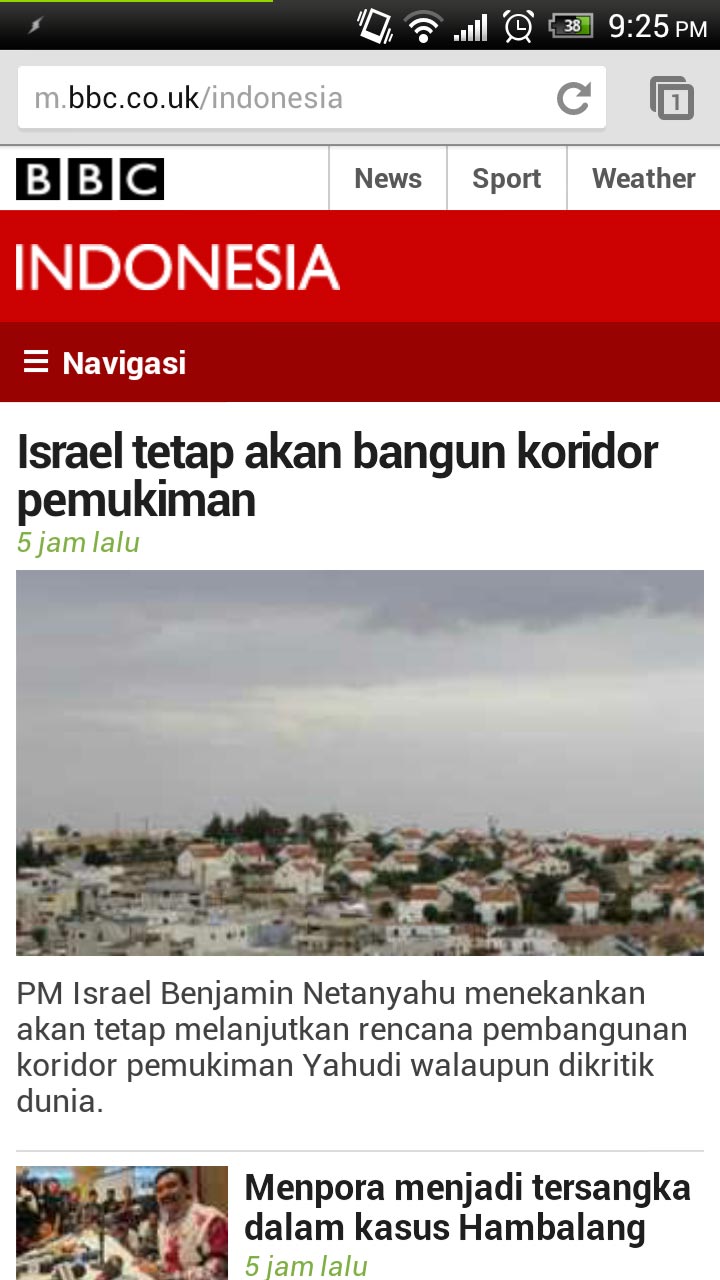 38 9:25 PM
m.bbc.co.uk/indonesia 1
BBC News Sport Weather
INDONESIA
Navigasi
Israel tetap akan bangun koridor
pemukiman
5 jam lalu
PM Israel Benjamin Netanyahu menekankan
akan tetap melanjutkan rencana pembangunan
koridor pemukiman Yahudi walaupun dikritik
dunia.
Menpora menjadi tersangka
dalam kasus Hambalang
5 jam lalu